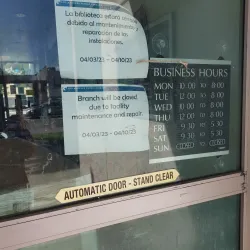 La biblioteca estará cerrada
debido al mantenimiento y
reparación de las
instalaciones.
04/03/23 – 04/10/23
Branch will be closed
due to facility
maintenance and repair.
04/03/23 – 04/10/23
BUSINESS HOURS
MON 10:00 to 8:00
TUE 12:00 to 8:00
WED 10:00 to 8:00
THU 12:00 to 8:00
FRI 9:30 to 5:30
SAT 9:30 to 5:30
SUN CLOSED
AUTOMATIC DOOR - STAND CLEAR